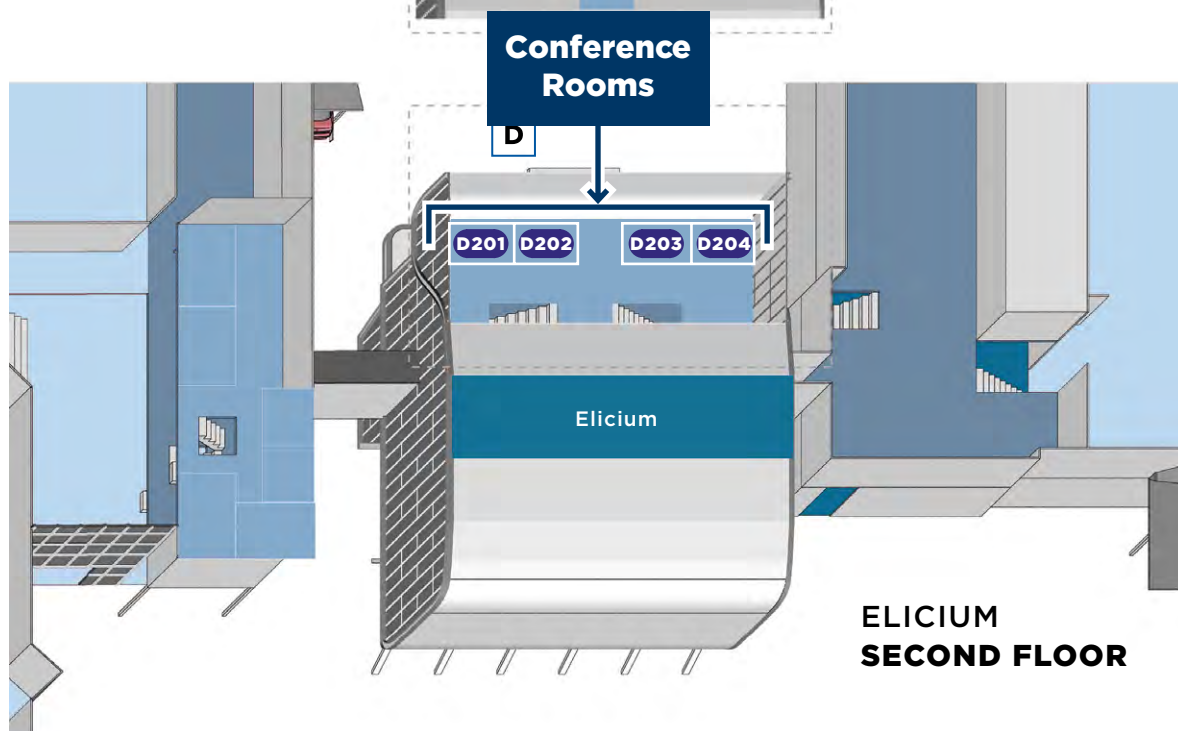 Conference
Rooms
D
D201 D202 D203 D204
Elicium
ELICIUM
SECOND FLOOR